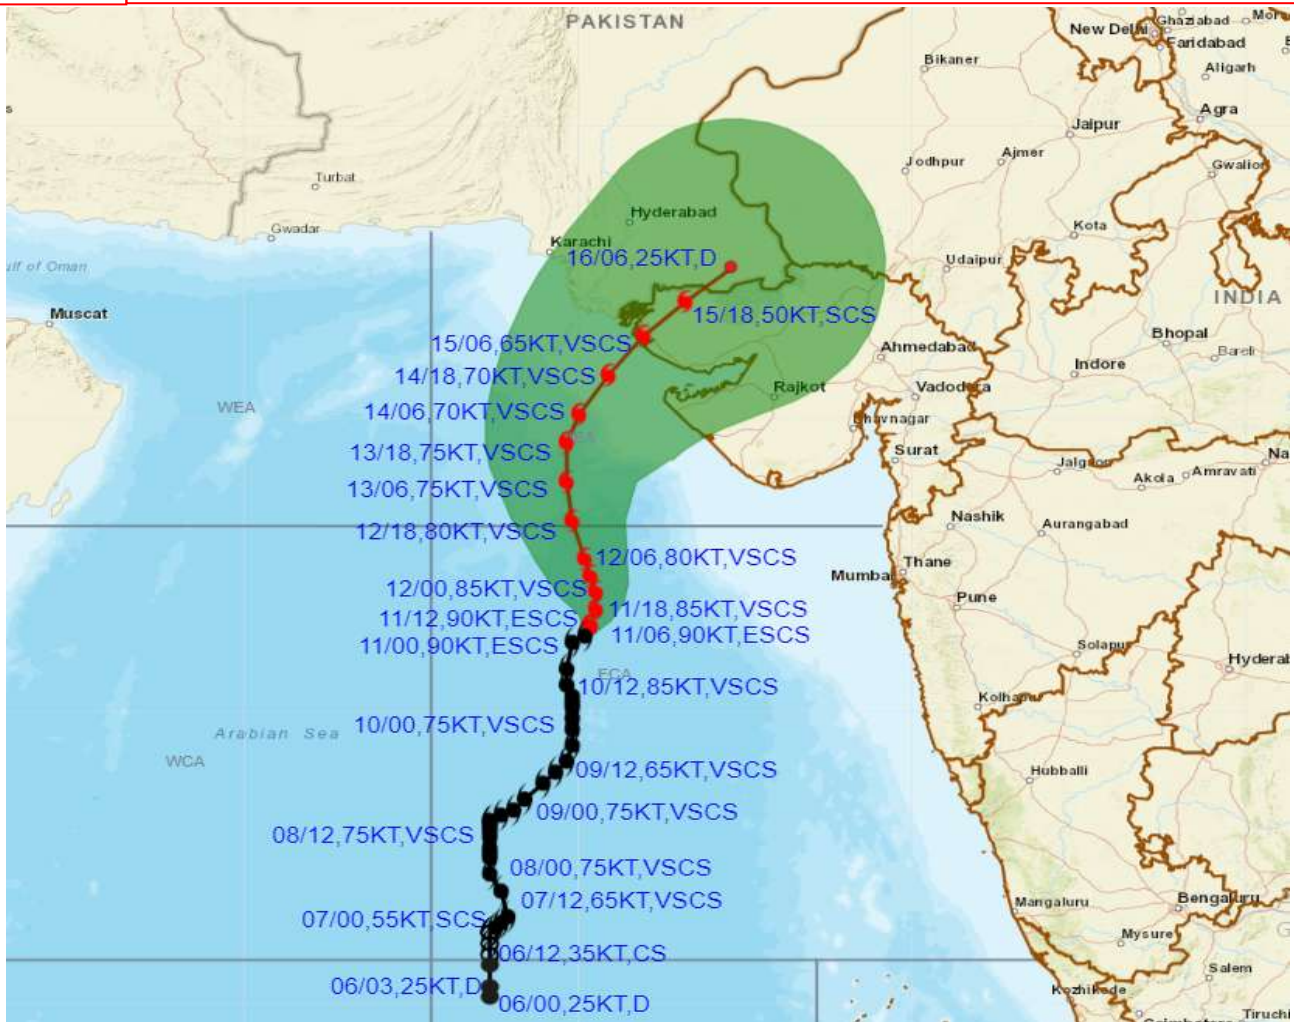 PAKISTAN
New Delhi
Ghaziabad
Faridabad
Bikaner
Aligarh
Agra
Jaipur
Ajmer
Jodhpur
Gwalior
Turbat
Hyderabad
Gwadar
Karachi
Kota
16/06,25KT,D
Udaipur
Gulf of Oman
INDIA
Muscat
15/18,50KT,SCS
Bhopal
15/06,65KT,VSCS
Ahmedabad
Bareli
Indore
14/18,70KT,VSCS
Rajkot
Vadodara
WEA
14/06,70KT,VSCS
Bhavnagar
13/18,75KT,VSCS
Surat
Jalgaon
Amravati
Akola
13/06,75KT,VSCS
Nashik
Aurangabad
12/18,80KT,VSCS
12/06,80KT,VSCS
Thane
Mumbai
12/00,85KT,VSCS
Pune
11/18,85KT,VSCS
11/12,90KT,ESCS
11/06,90KT,ESCS
11/00,90KT,ESCS
Solapur
Hyderab
ECA
10/12,85KT,VSCS
Kolhapur
10/00,75KT,VSCS
Arabian Sea
WCA
09/12,65KT,VSCS
Hubballi
09/00,75KT,VSCS
08/12,75KT,VSCS
08/00,75KT,VSCS
07/12,65KT,VSCS
Mangaluru
Bengaluru
07/00,55KT,SCS
Mysure
06/12,35KT,CS
Salem
06/03,25KT,D
Kozhikode
06/00,25KT,D
Tiruchi